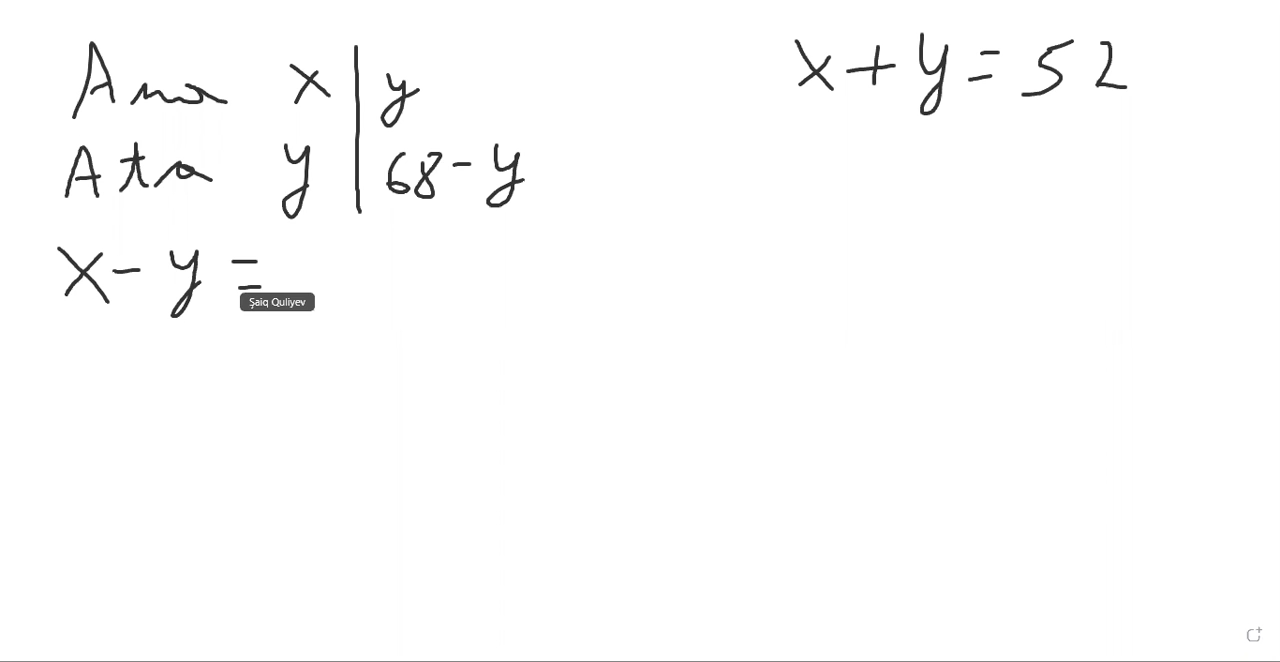 Ana x | y
x + y = 52
Ata y | 68 - y
x - y =
Şaiq Quliyev